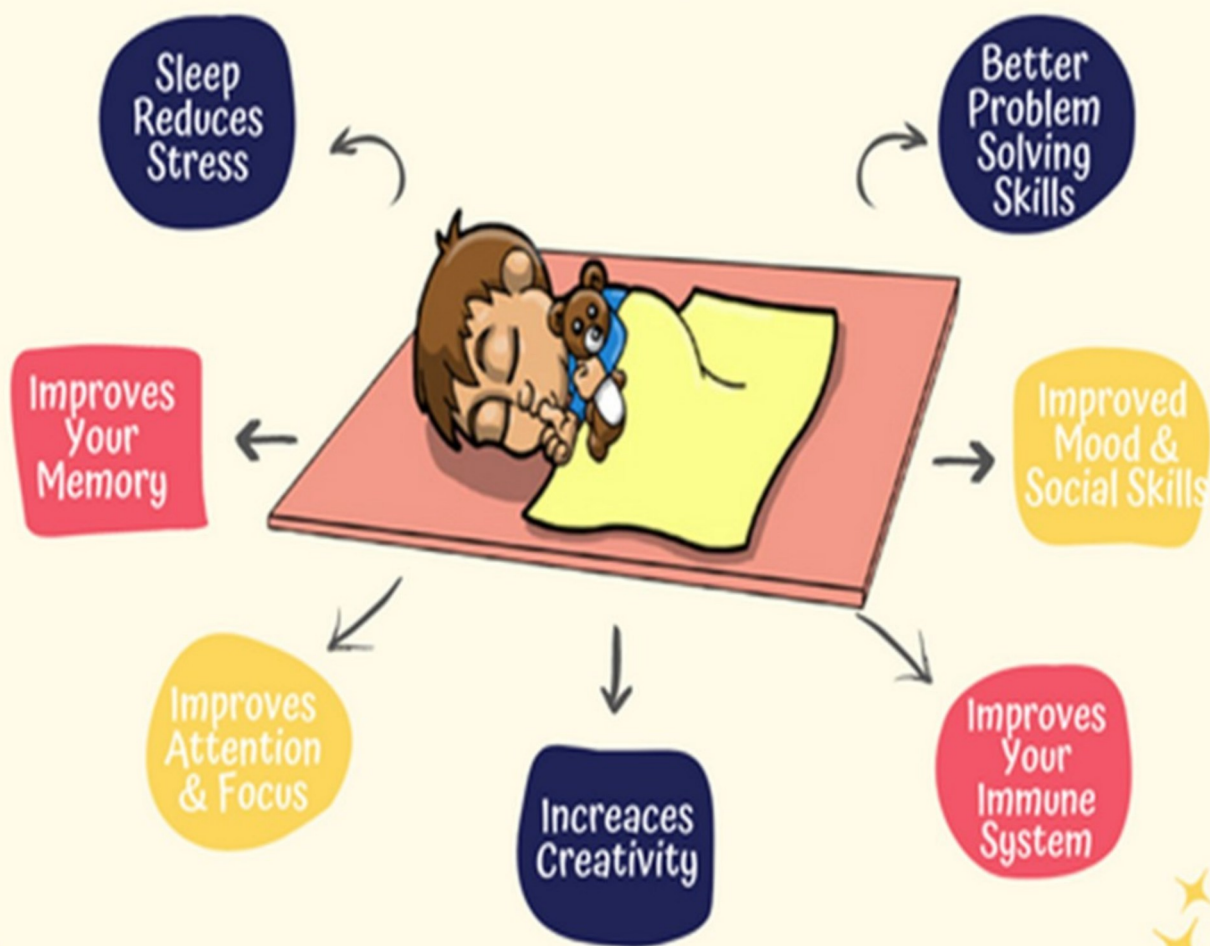 Sleep
Reduces
Stress
Better
Problem
Solving
Skills
Improves
Your
Memory
Improved
Mood &
Social Skills
Improves
Attention
& Focus
Increaces
Creativity
Improves
Your
Immune
System